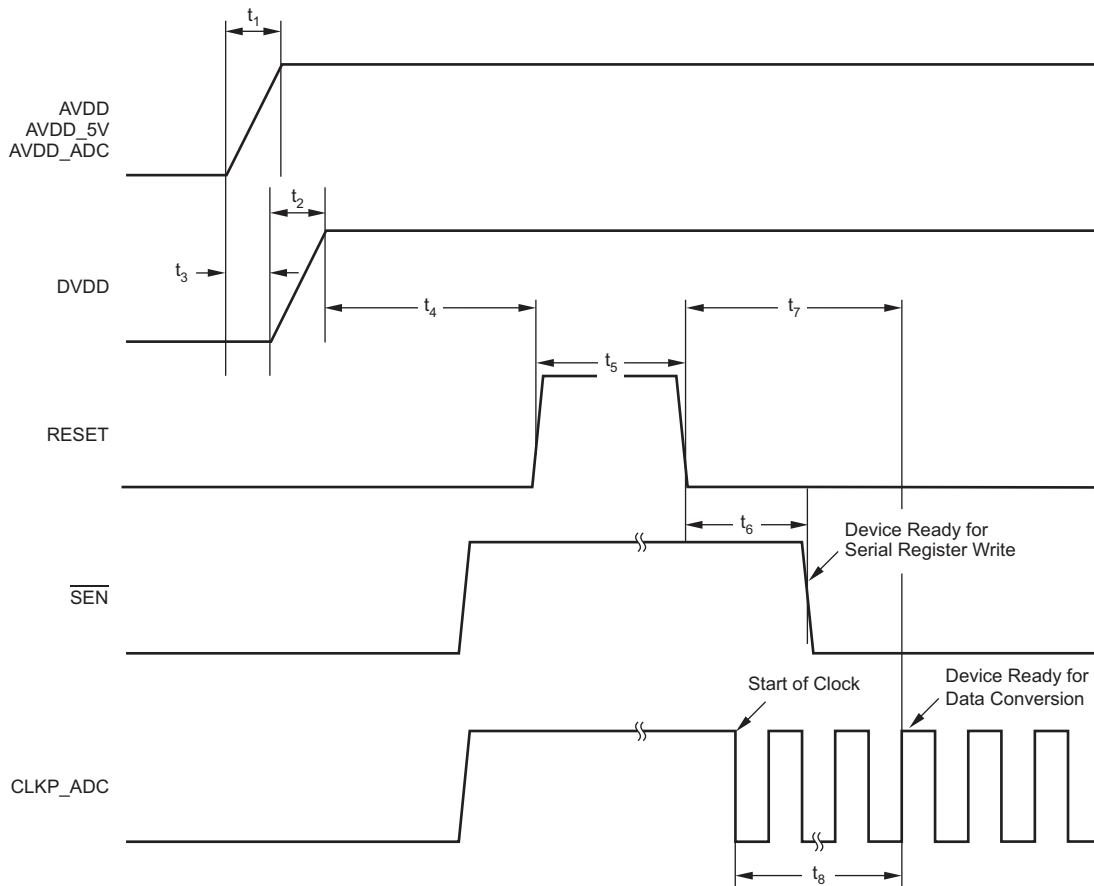 t1
AVDD
AVDD_5V
AVDD_ADC
t2
t3
DVDD
t4
t7
t5
RESET
t6
Device Ready for
Serial Register Write
SEN
Start of Clock
Device Ready for
Data Conversion
CLKP_ADC
t8